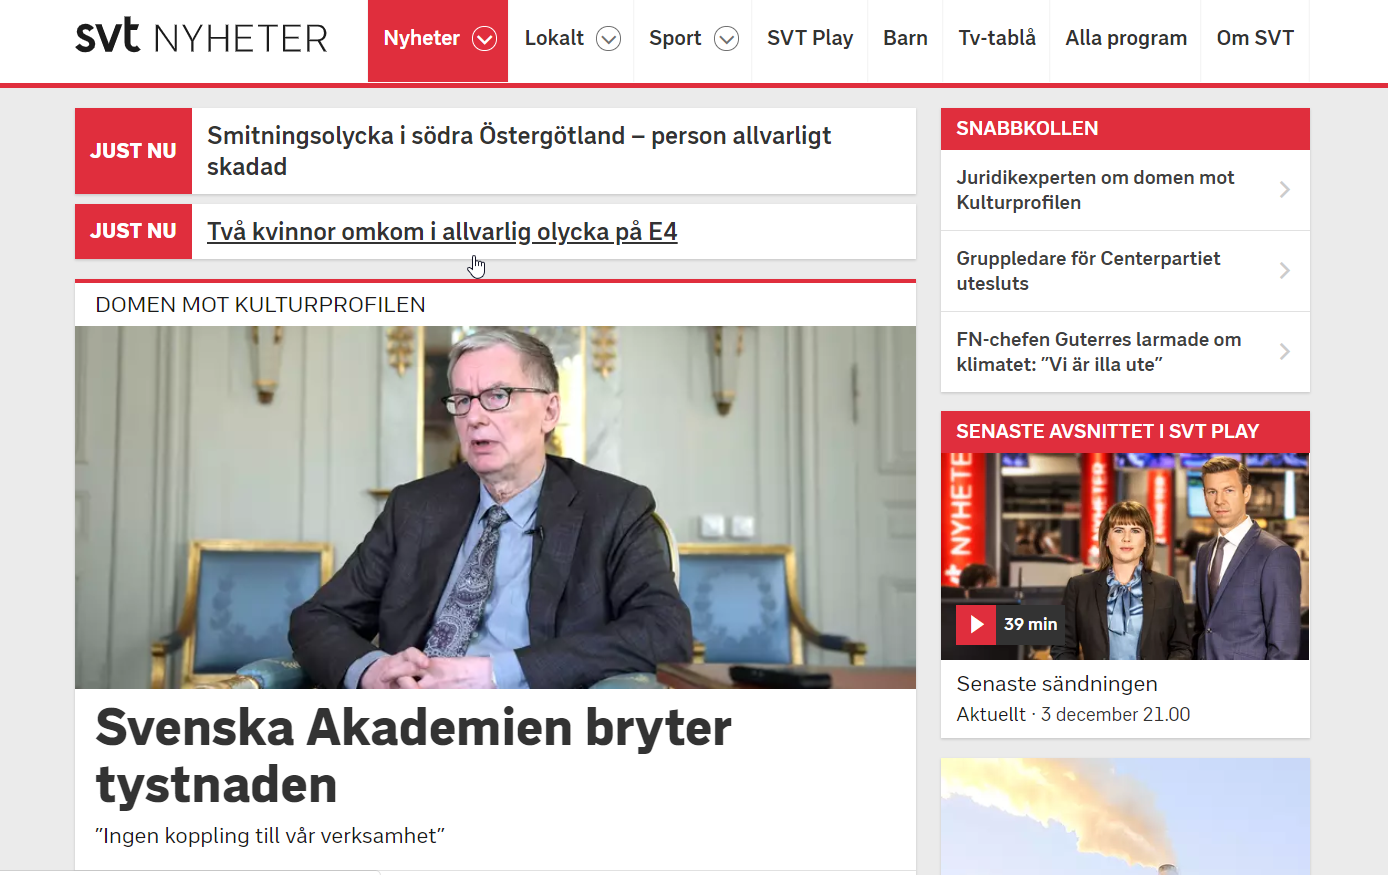 svt NYHETER
Nyheter
Lokalt
Sport
SVT Play
Barn
Tv-tablå
Alla program
Om SVT
JUST NU
Smitningsolycka i södra Östergötland – person allvarligt
skadad
JUST NU
Två kvinnor omkom i allvarlig olycka på E4
DOMEN MOT KULTURPROFILEN
Svenska Akademien bryter
tystnaden
”Ingen koppling till vår verksamhet”
SNABBKOLLEN
Juridikexperten om domen mot
Kulturprofilen
Gruppledare för Centerpartiet
utesluts
FN-chefen Guterres larmade om
klimatet: ”Vi är illa ute”
SENASTE AVSNITTET I SVT PLAY
NYHETE
NYHETER
39 min
Senaste sändningen
Aktuellt · 3 december 21.00